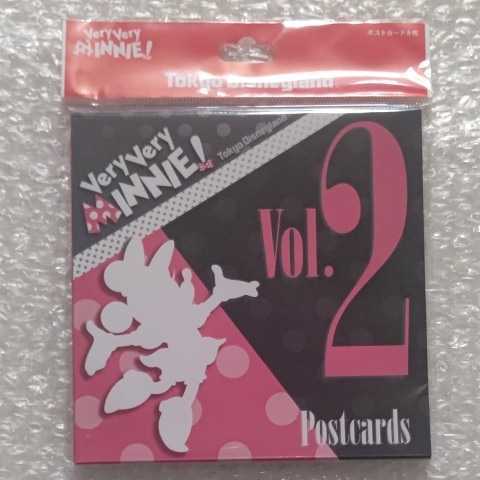 Very Very
MINNIE!
ポストカード8枚
Tokyo Disneyland
Very Very
MINNIE!
Tokyo Disneyland
Vol.2
Postcards